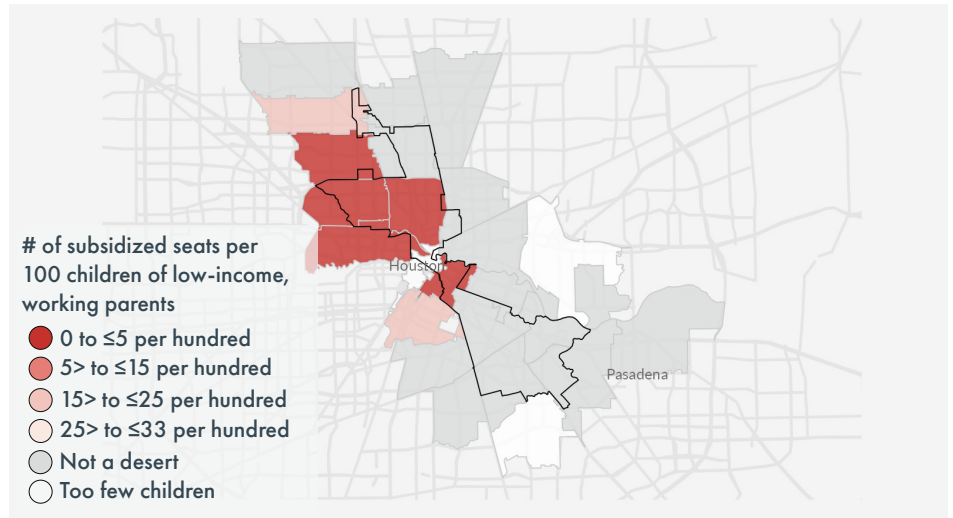 Houston
# of subsidized seats per
100 children of low-income,
working parents
0 to ≤5 per hundred
5> to ≤15 per hundred
15> to ≤25 per hundred
25> to ≤33 per hundred
Not a desert
Too few children
Pasadena